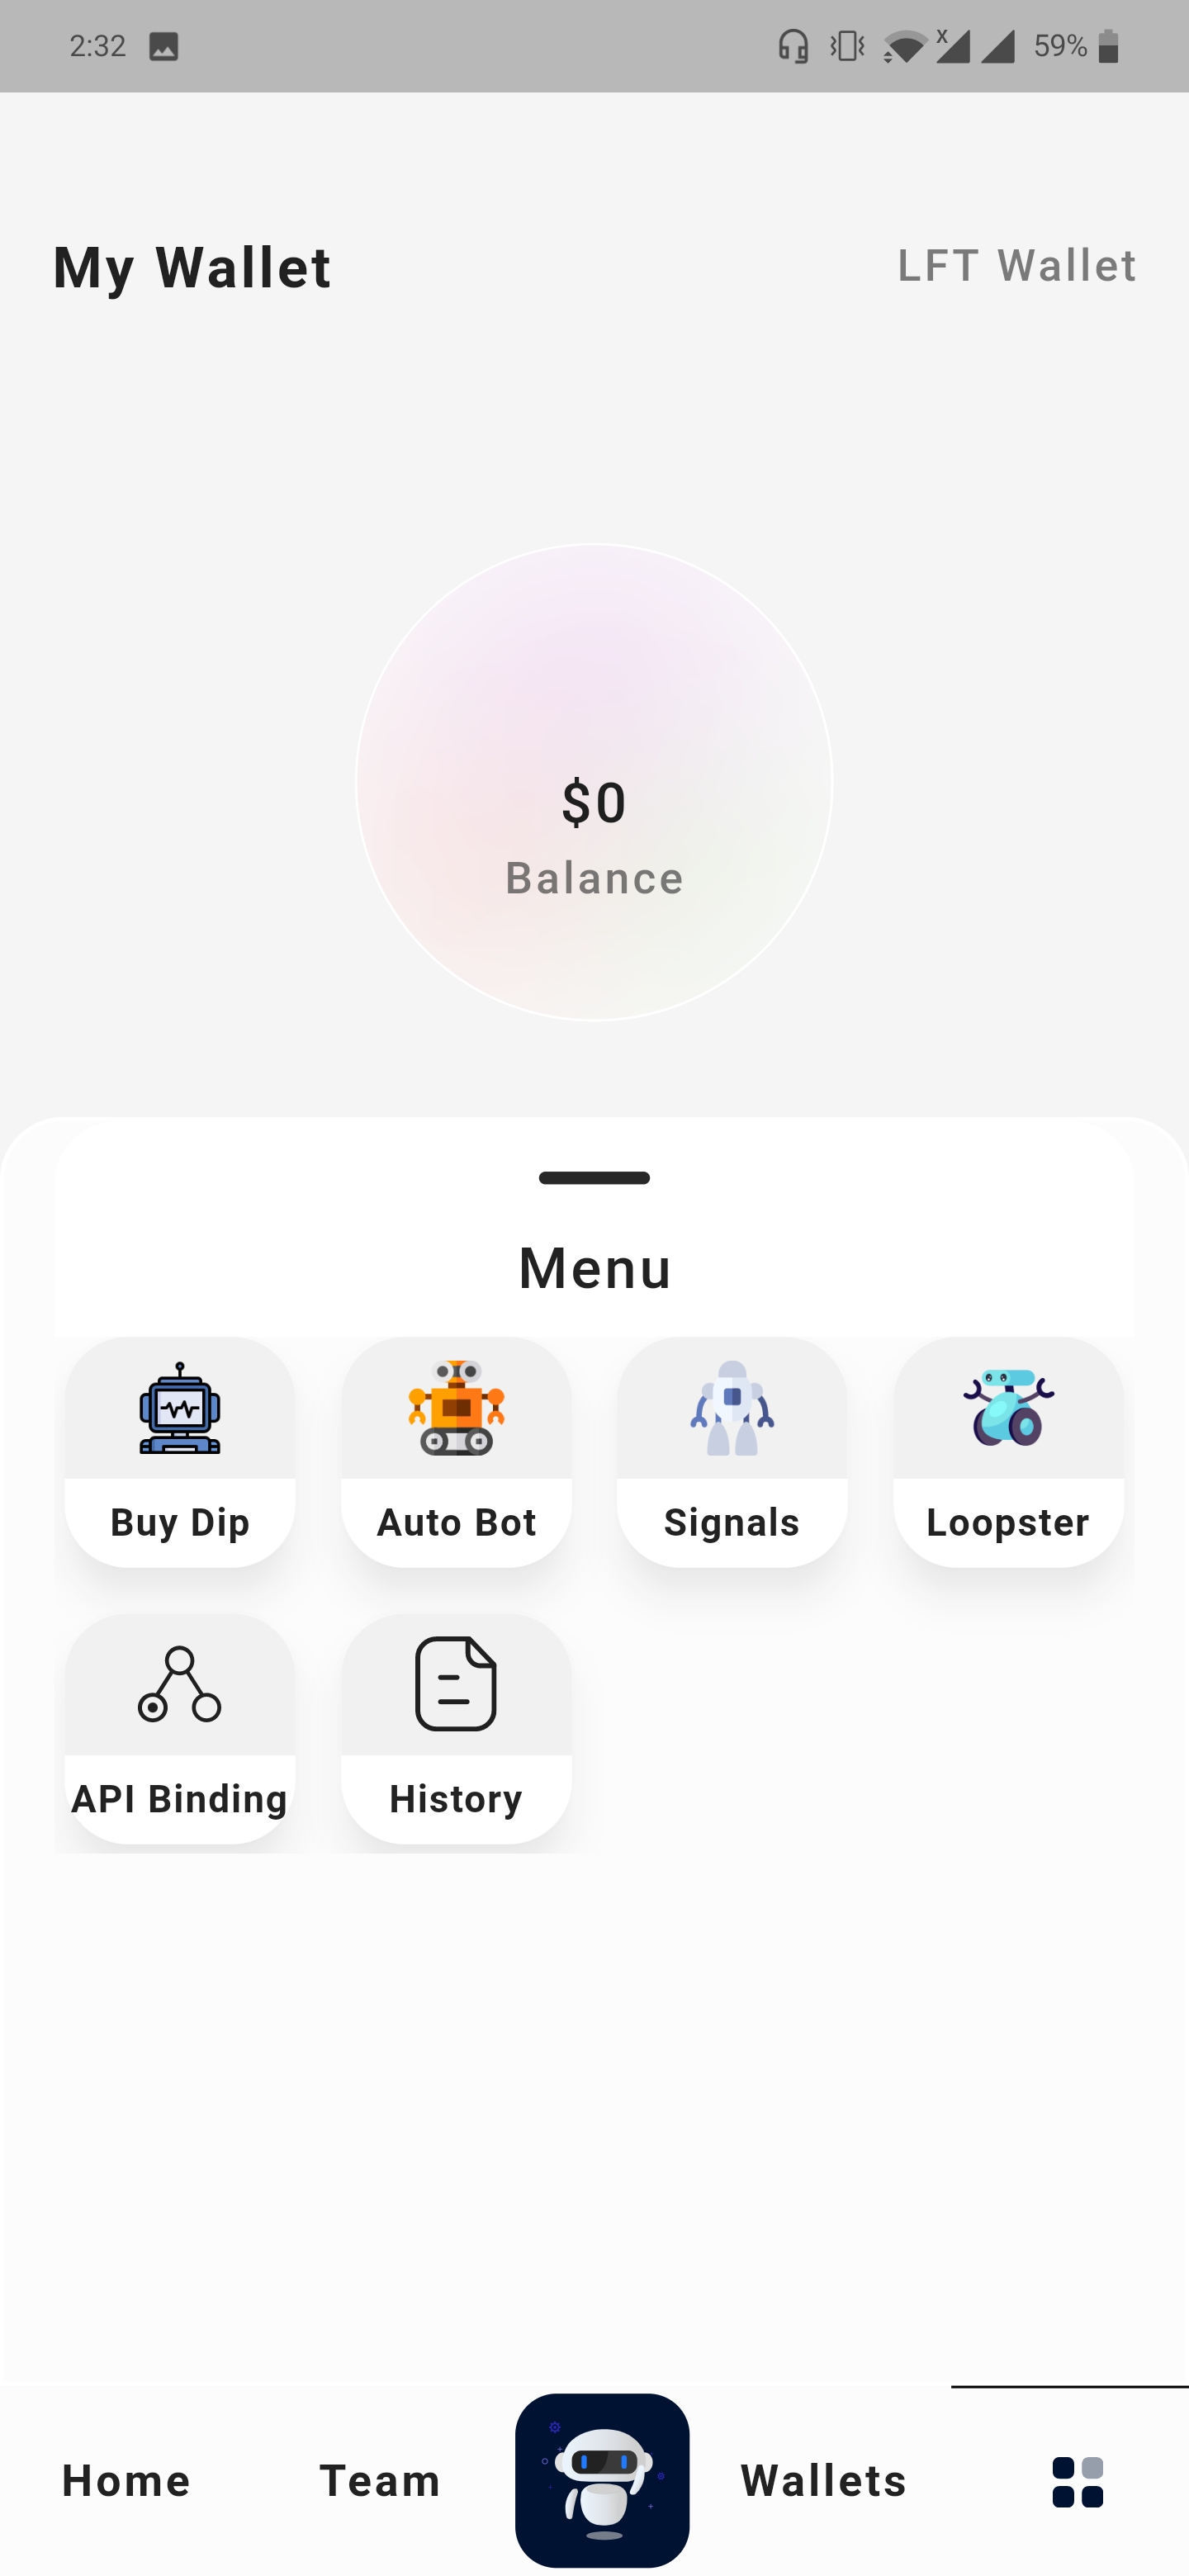 2:32
X
59%
My Wallet
LFT Wallet
$0
Balance
Menu
Buy Dip
Auto Bot
Signals
Loopster
API Binding
History
Home
Team
Wallets